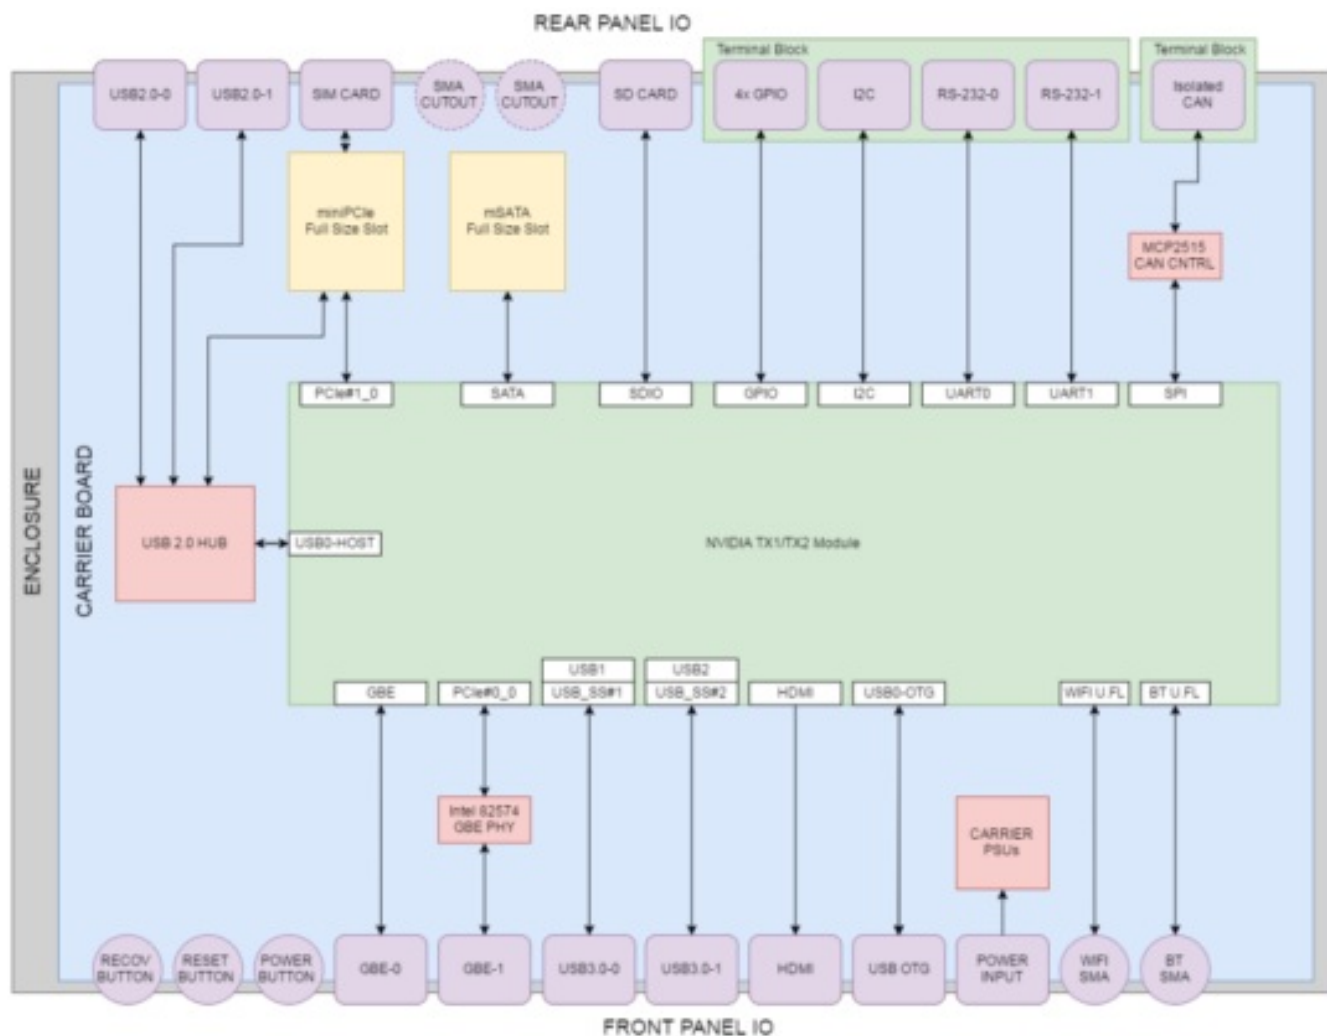 REAR PANEL IO
Terminal Block
Terminal Block
USB2.0-0
USB2.0-1
SIM CARD
SMA
CUTOUT
SMA
CUTOUT
SD CARD
4x GPIO
I2C
RS-232-0
RS-232-1
Isolated
CAN
miniPCIe
Full Size Slot
mSATA
Full Size Slot
MCP2515
CAN CNTRL
PCIe#1_0
SATA
SDIO
GPIO
I2C
UART0
UART1
SPI
ENCLOSURE
CARRIER BOARD
USB 2.0 HUB
USB0-HOST
NVIDIA TX1/TX2 Module
USB1
USB2
GBE
PCIe#0_0
USB_SS#1
USB_SS#2
HDMI
USB0-OTG
WIFI U.FL
BT U.FL
Intel 82574
GBE PHY
CARRIER
PSUs
RECOV
BUTTON
RESET
BUTTON
POWER
BUTTON
GBE-0
GBE-1
USB3.0-0
USB3.0-1
HDMI
USB OTG
POWER
INPUT
WIFI
SMA
BT
SMA
FRONT PANEL IO